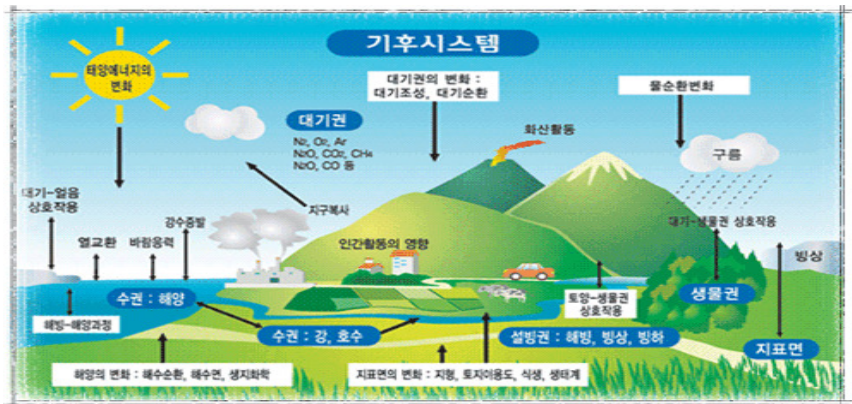 기후시스템
태양에너지의
변화
대기권의 변화 :
대기조성, 대기순환
물순환변화
대기권
N2, O2, Ar
N2O, CO2, CH4
N2O, CO 등
화산활동
구름
대기-얼음
상호작용
지구복사
강수증발
열교환
바람응력
인간활동의 영향
대기-생물권 상호작용
빙상
수권 : 해양
토양-생물권
상호작용
생물권
해빙-해양과정
수권 : 강, 호수
설빙권 : 해빙, 빙상, 빙하
지표면
해양의 변화 : 해수순환, 해수면, 생지화학
지표면의 변화 : 지형, 토지이용도, 식생, 생태계